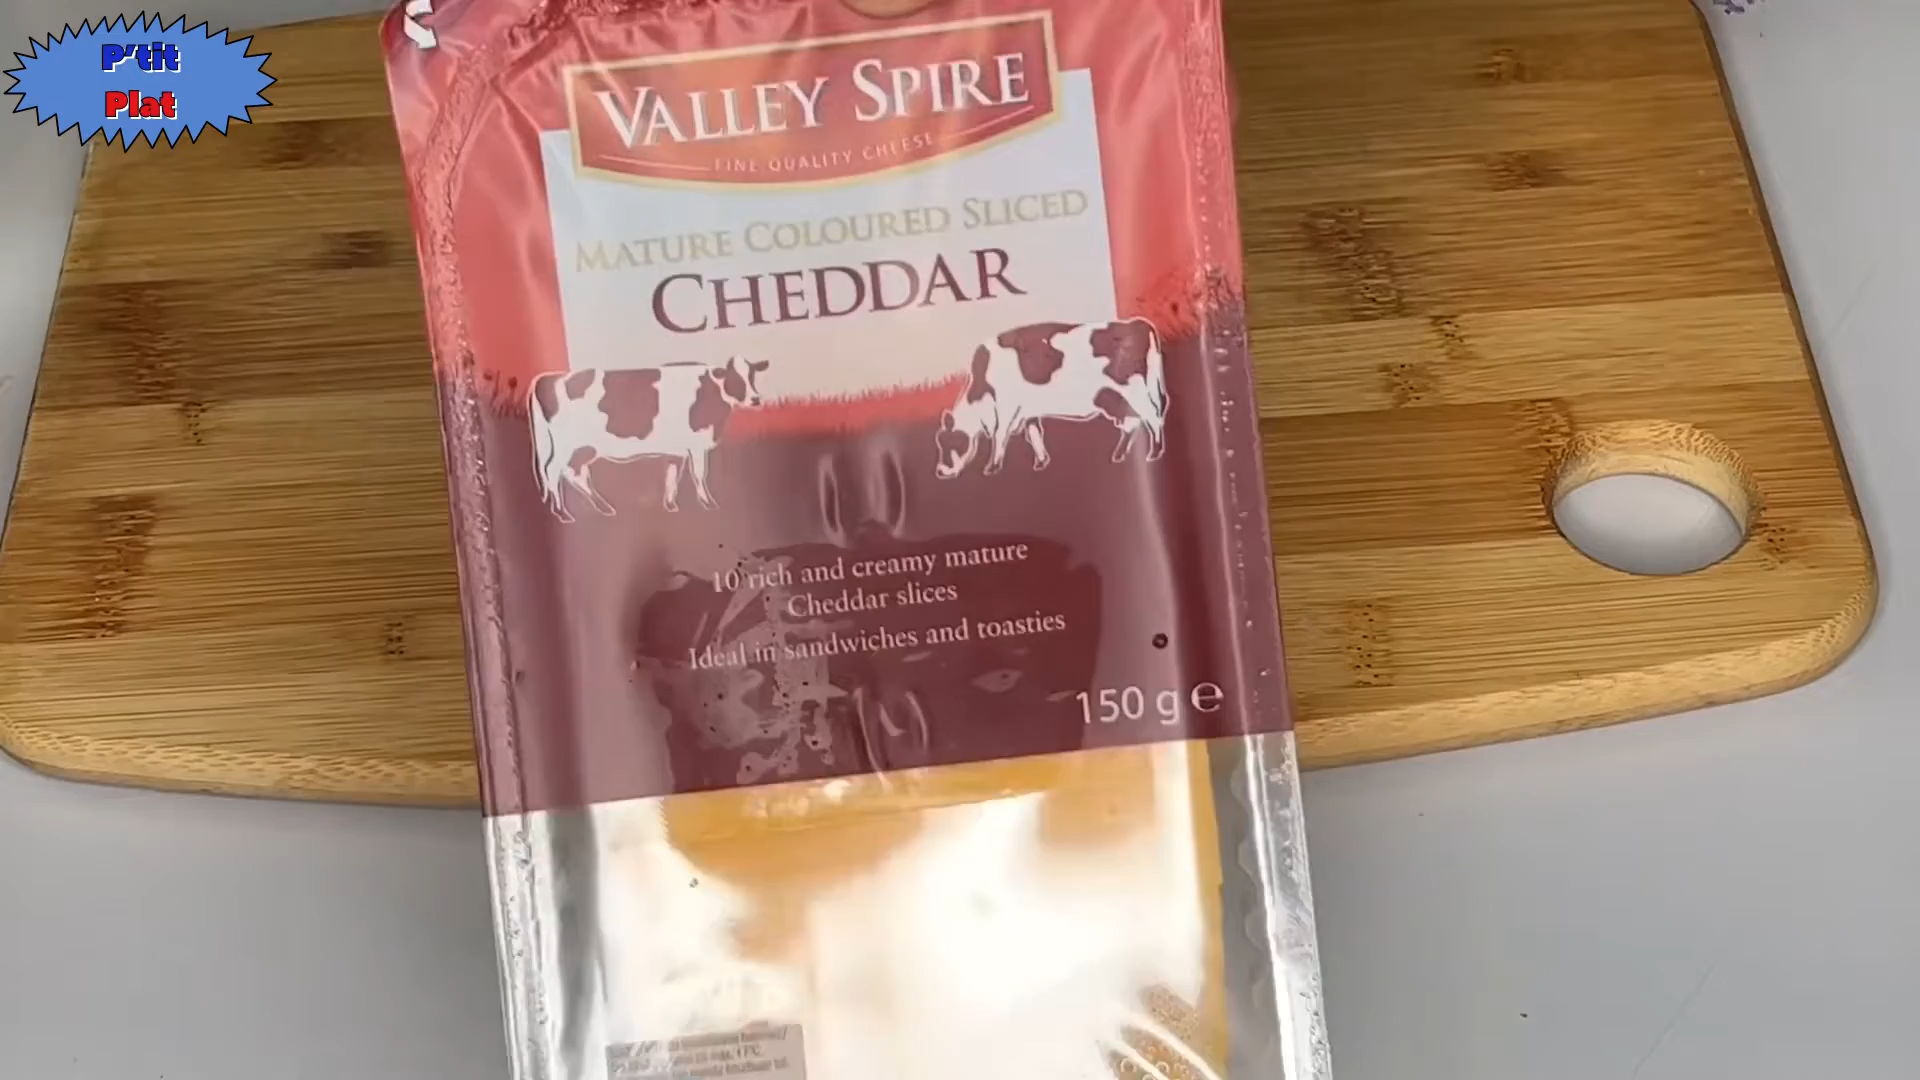 P'tit
Plat
VALLEY SPIRE
FINE QUALITY CHEESE
MATURE COLOURED SLICED
CHEDDAR
10 rich and creamy mature
Cheddar slices
Ideal in sandwiches and toasties
150 g ℮